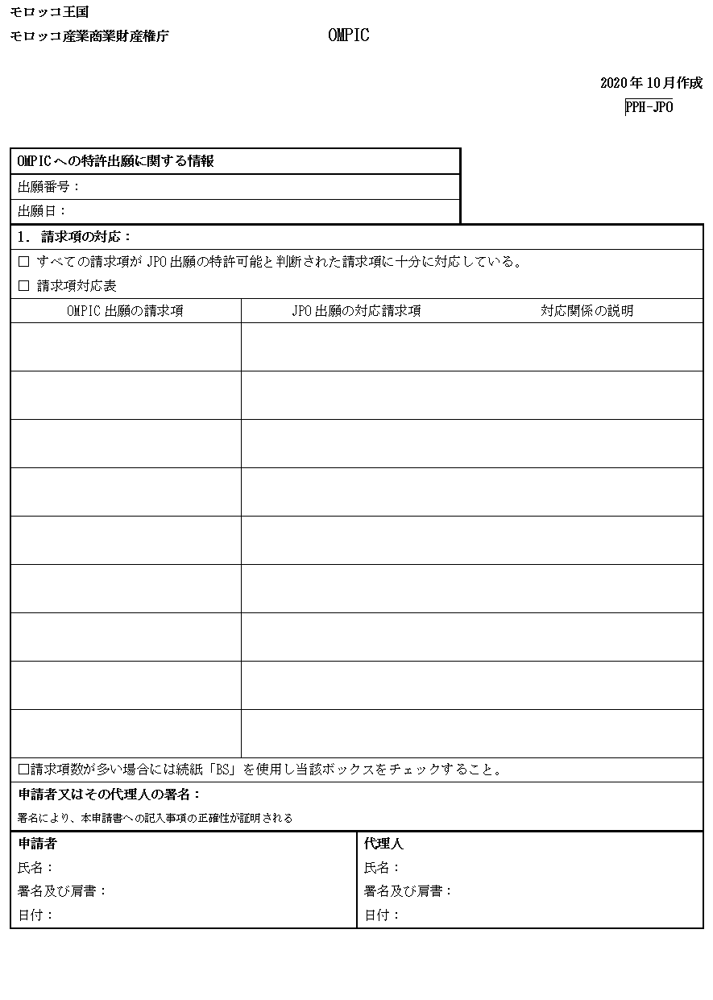 モロッコ王国
モロッコ産業商業財産権庁 OMPIC
2020年10月作成
PPH-JPO
OMPICへの特許出願に関する情報
出願番号：
出願日：
1. 請求項の対応：
□ すべての請求項がJPO出願の特許可能と判断された請求項に十分に対応している。
□ 請求項対応表
OMPIC出願の請求項 JPO出願の対応請求項 対応関係の説明
□請求項数が多い場合には続紙「BS」を使用し当該ボックスをチェックすること。
申請者又はその代理人の署名：
署名により、本申請書への記入事項の正確性が証明される
申請者 代理人
氏名： 氏名：
署名及び肩書： 署名及び肩書：
日付： 日付：